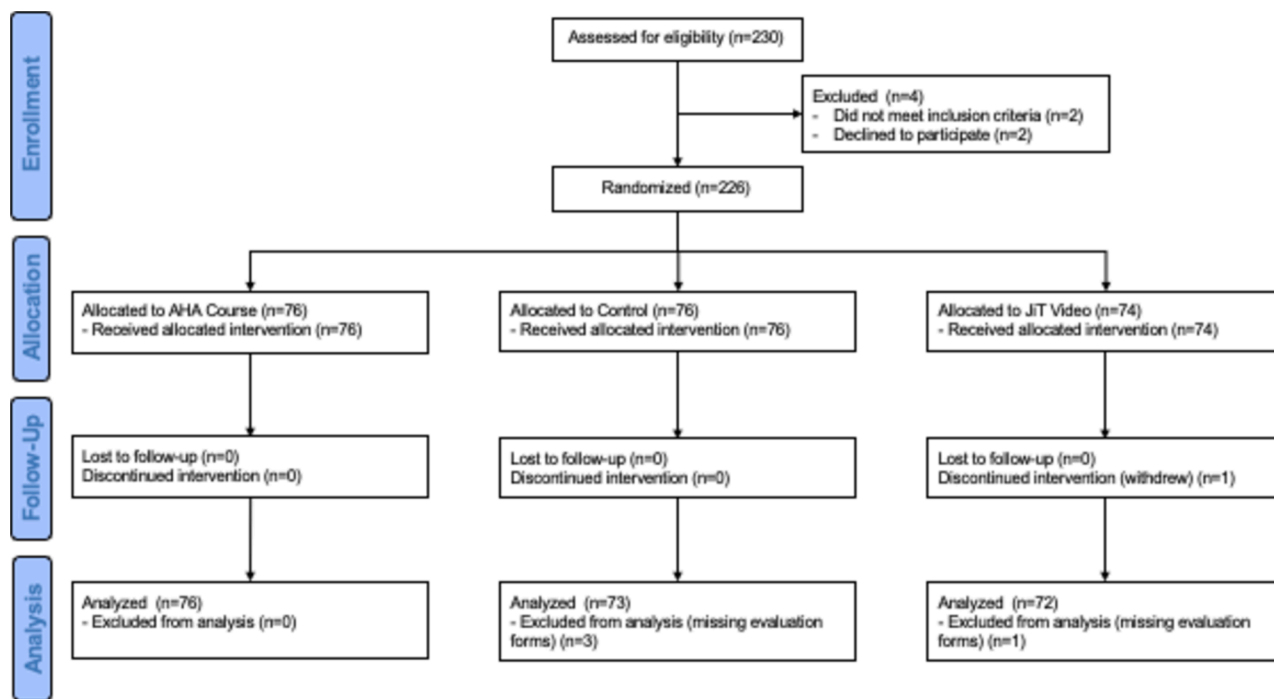 Enrollment
Assessed for eligibility (n=230)
Excluded (n=4)
- Did not meet inclusion criteria (n=2)
- Declined to participate (n=2)
Randomized (n=226)
Allocation
Allocated to AHA Course (n=76)
- Received allocated intervention (n=76)
Allocated to Control (n=76)
- Received allocated intervention (n=76)
Allocated to JiT Video (n=74)
- Received allocated intervention (n=74)
Follow-Up
Lost to follow-up (n=0)
Discontinued intervention (n=0)
Lost to follow-up (n=0)
Discontinued intervention (n=0)
Lost to follow-up (n=0)
Discontinued intervention (withdrew) (n=1)
Analysis
Analyzed (n=76)
- Excluded from analysis (n=0)
Analyzed (n=73)
- Excluded from analysis (missing evaluation
forms) (n=3)
Analyzed (n=72)
- Excluded from analysis (missing evaluation
forms) (n=1)